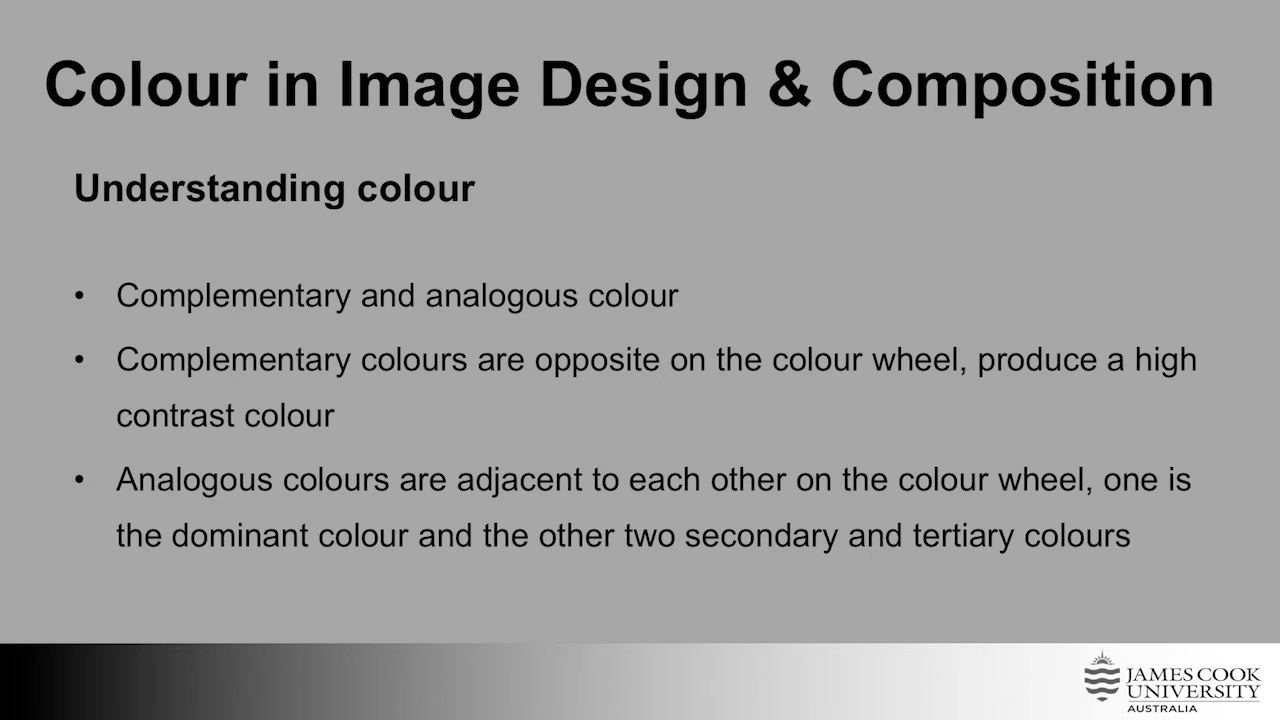 Colour in Image Design & Composition
Understanding colour
• Complementary and analogous colour
• Complementary colours are opposite on the colour wheel, produce a high
contrast colour
• Analogous colours are adjacent to each other on the colour wheel, one is
the dominant colour and the other two secondary and tertiary colours
JAMES COOK
UNIVERSITY
AUSTRALIA